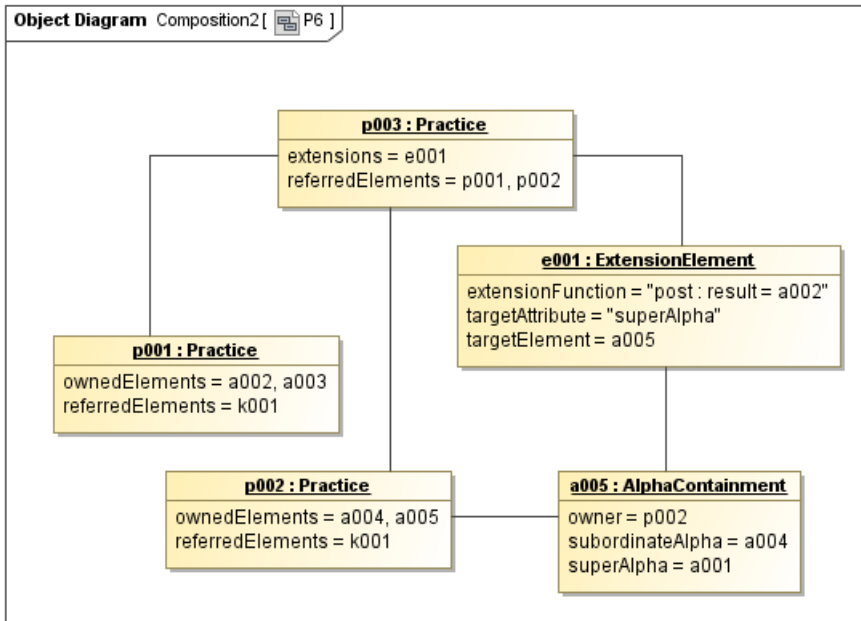 Object Diagram Composition2[ P6 ]
p003 : Practice
extensions = e001
referredElements = p001, p002
e001 : ExtensionElement
extensionFunction = "post : result = a002"
targetAttribute = "superAlpha"
targetElement = a005
p001 : Practice
ownedElements = a002, a003
referredElements = k001
p002 : Practice
ownedElements = a004, a005
referredElements = k001
a005 : AlphaContainment
owner = p002
subordinateAlpha = a004
superAlpha = a001